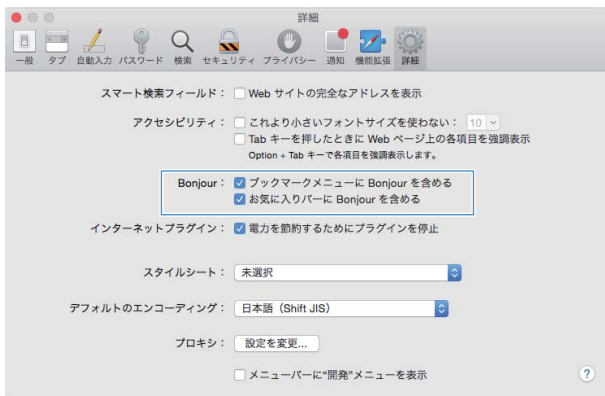 詳細
一般 タブ 自動入力 パスワード 検索 セキュリティ プライバシー 通知 機能拡張 詳細
スマート検索フィールド： Web サイトの完全なアドレスを表示
アクセシビリティ： これより小さいフォントサイズを使わない： 10
Tab キーを押したときに Web ページ上の各項目を強調表示
Option + Tab キーで各項目を強調表示します。
Bonjour： ブックマークメニューに Bonjour を含める
お気に入りバーに Bonjour を含める
インターネットプラグイン： 電力を節約するためにプラグインを停止
スタイルシート： 未選択
デフォルトのエンコーディング： 日本語（Shift JIS）
プロキシ： 設定を変更...
メニューバーに“開発”メニューを表示
?